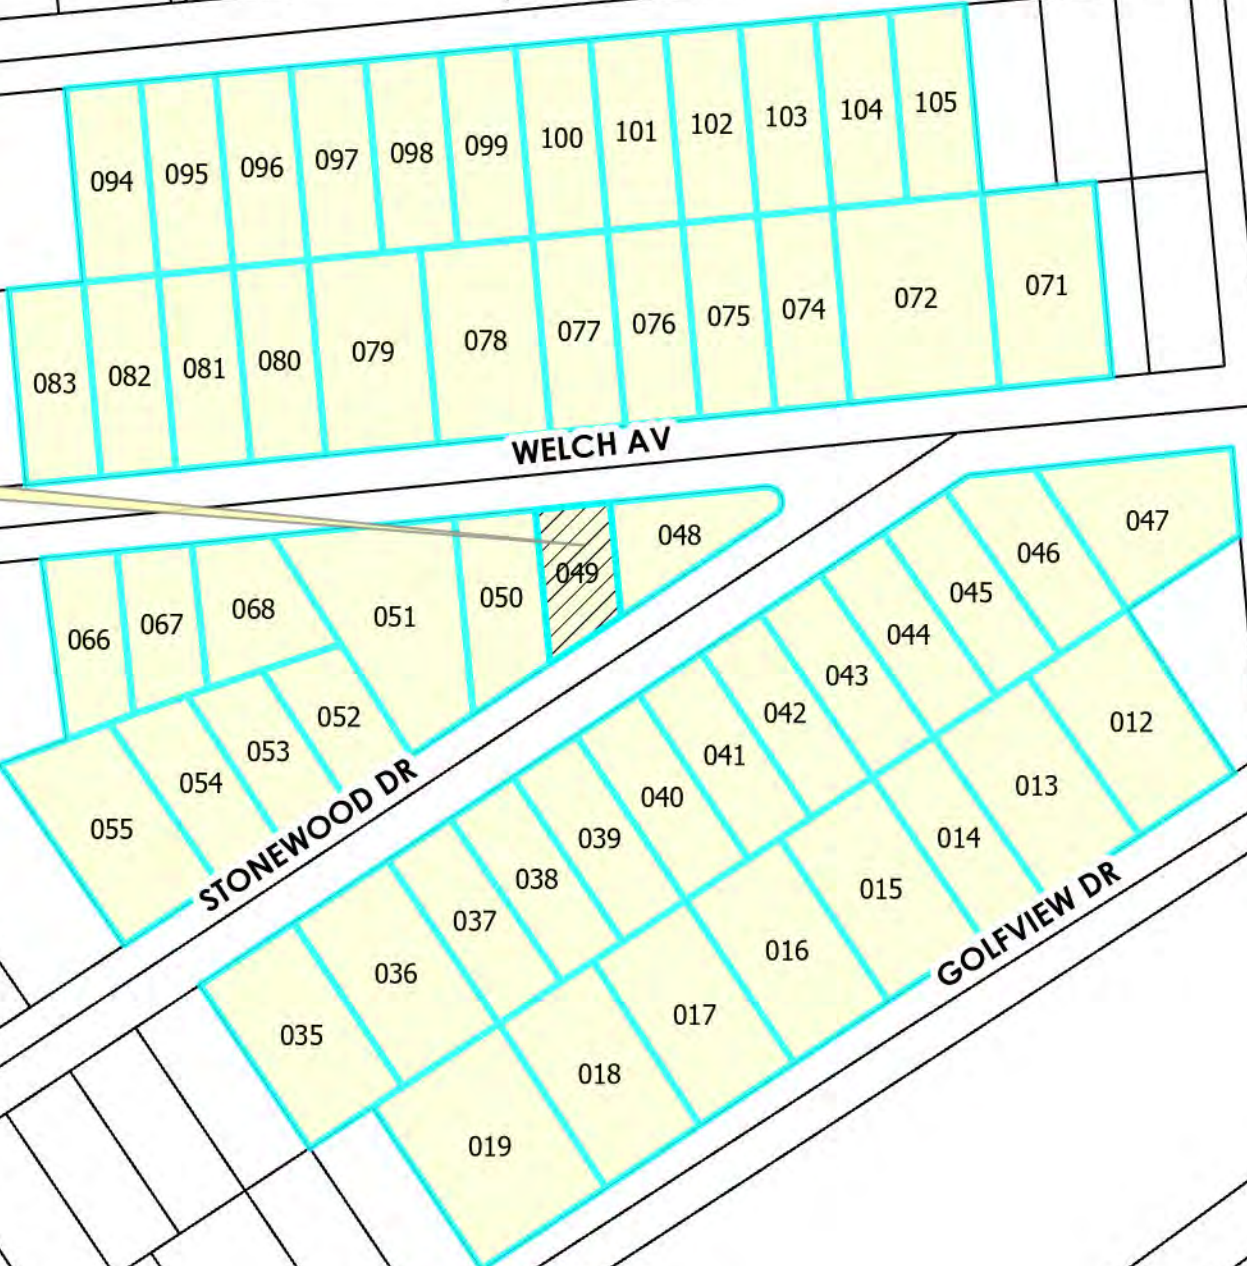 094 095 096 097 098 099 100 101 102 103 104 105
083 082 081 080 079 078 077 076 075 074 072 071
WELCH AV
066 067 068 051 050 049 048
055 054 053 052
STONEWOOD DR
035 036 037 038 039 040 041 042 043 044 045 046 047
019 018 017 016 015 014 013 012
GOLFVIEW DR